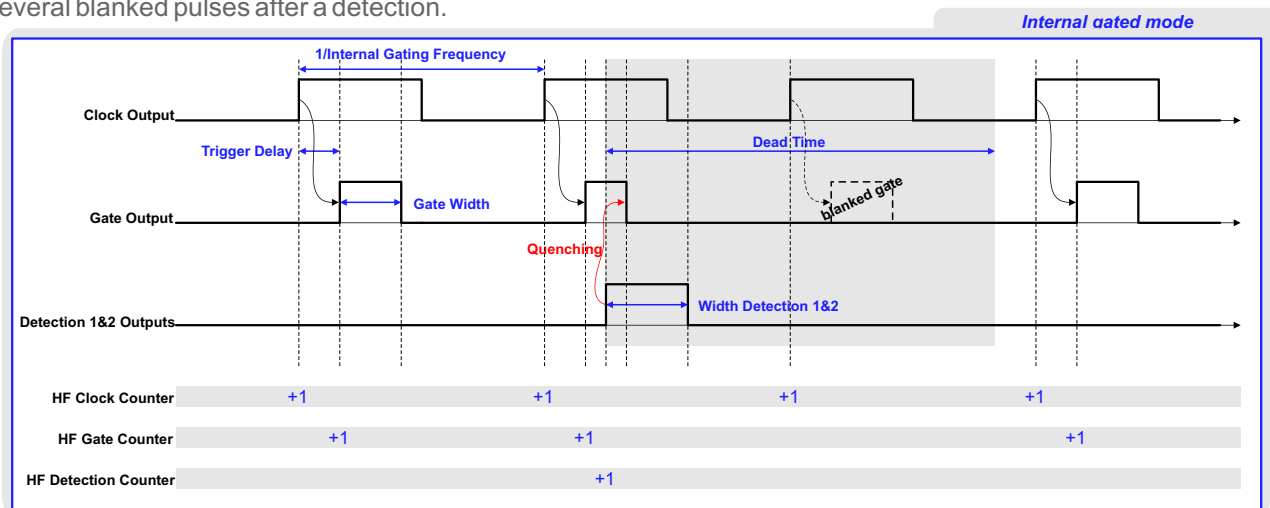 everal blanked pulses after a detection.
Internal gated mode
1/Internal Gating Frequency
Clock Output
Trigger Delay
Dead Time
Gate Width
blanked gate
Gate Output
Quenching
Width Detection 1&2
Detection 1&2 Outputs
HF Clock Counter +1 +1 +1 +1
HF Gate Counter +1 +1 +1
HF Detection Counter +1